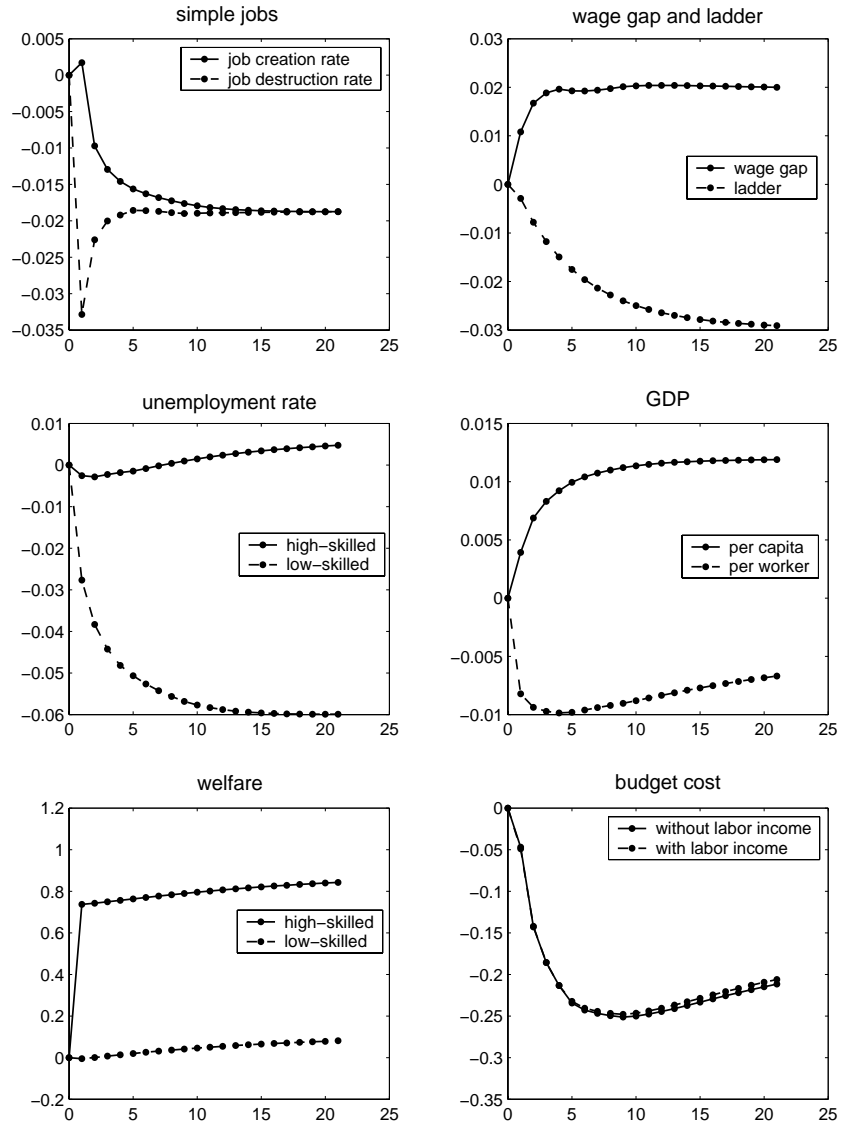 simple jobs
0.005
0
−0.005
−0.01
−0.015
−0.02
−0.025
−0.03
−0.035
0 5 10 15 20 25
job creation rate
job destruction rate
wage gap and ladder
0.03
0.02
0.01
0
−0.01
−0.02
−0.03
0 5 10 15 20 25
wage gap
ladder
unemployment rate
0.01
0
−0.01
−0.02
−0.03
−0.04
−0.05
−0.06
0 5 10 15 20 25
high−skilled
low−skilled
GDP
0.015
0.01
0.005
0
−0.005
−0.01
0 5 10 15 20 25
per capita
per worker
welfare
1.2
1
0.8
0.6
0.4
0.2
0
−0.2
0 5 10 15 20 25
high−skilled
low−skilled
budget cost
0
−0.05
−0.1
−0.15
−0.2
−0.25
−0.3
−0.35
0 5 10 15 20 25
without labor income
with labor income